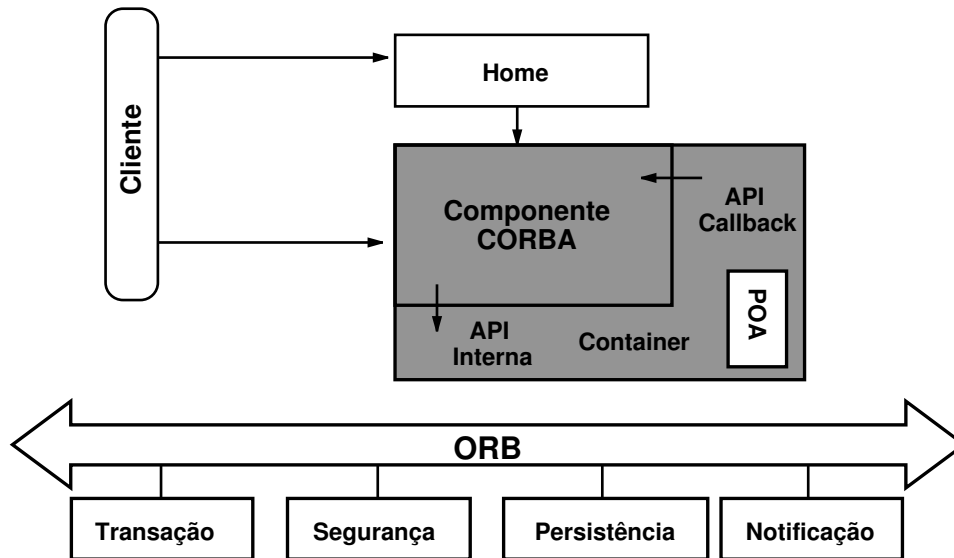 Cliente
Home
Componente
CORBA
API
Callback
POA
API
Interna
Container
ORB
Transação
Segurança
Persistência
Notificação